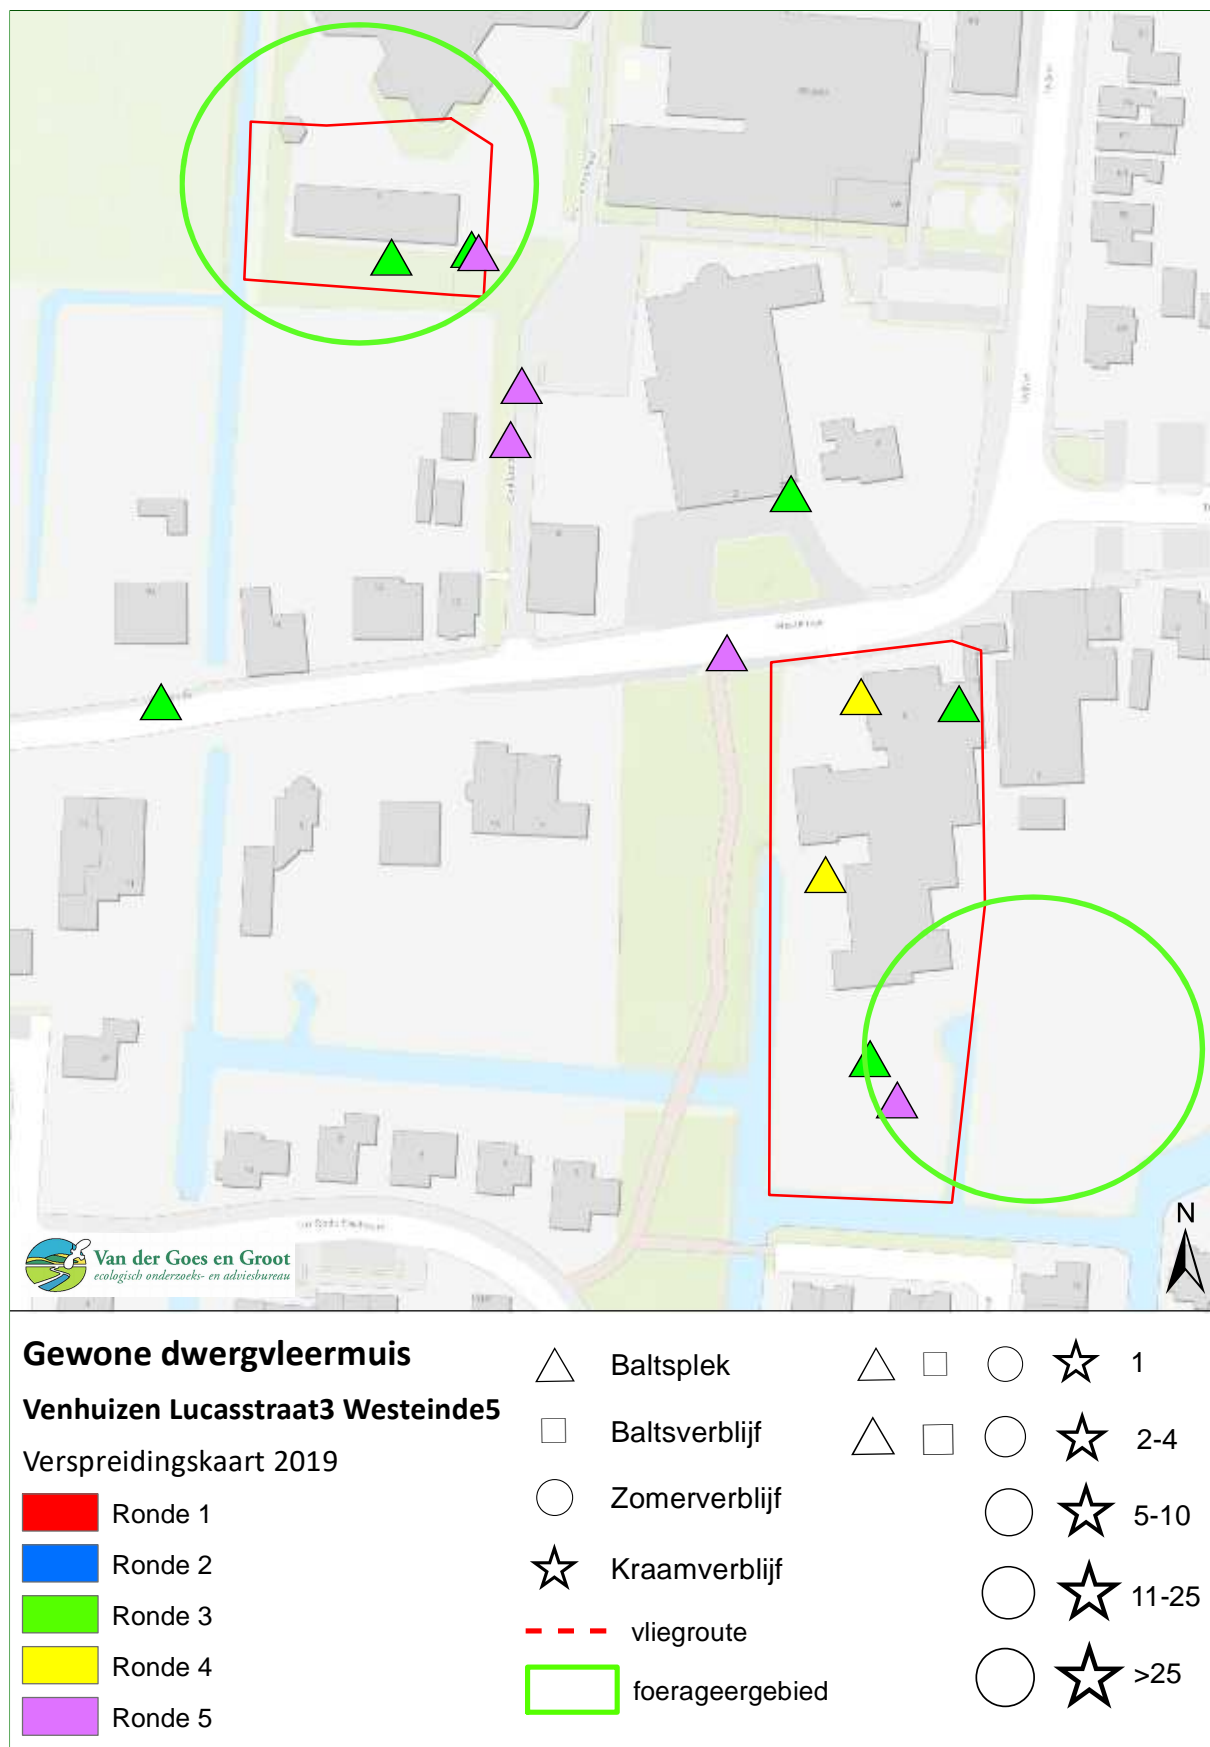 Van der Goes en Groot
ecologisch onderzoeks- en adviesbureau
N
Gewone dwergvleermuis
Venhuizen Lucasstraat3 Westeinde5
Verspreidingskaart 2019
Ronde 1
Ronde 2
Ronde 3
Ronde 4
Ronde 5
Baltsplek
Baltsverblijf
Zomerverblijf
Kraamverblijf
vliegroute
foerageergebied
1
2-4
5-10
11-25
>25